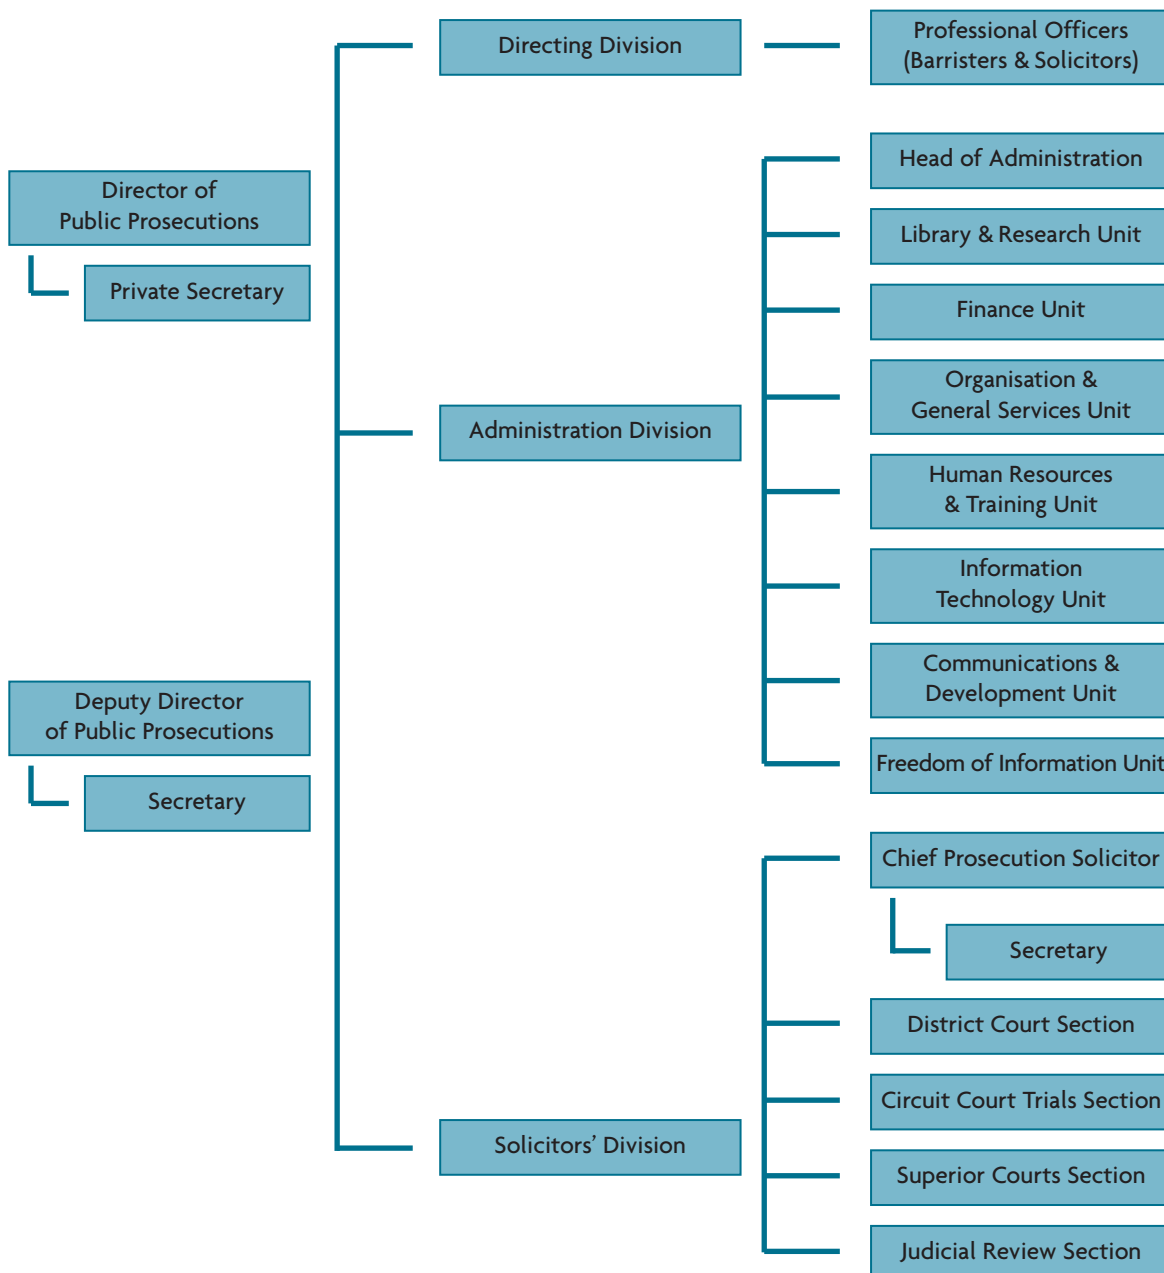 Director of
Public Prosecutions
Private Secretary
Deputy Director
of Public Prosecutions
Secretary
Directing Division
Administration Division
Solicitors’ Division
Professional Officers
(Barristers & Solicitors)
Head of Administration
Library & Research Unit
Finance Unit
Organisation &
General Services Unit
Human Resources
& Training Unit
Information
Technology Unit
Communications &
Development Unit
Freedom of Information Unit
Chief Prosecution Solicitor
Secretary
District Court Section
Circuit Court Trials Section
Superior Courts Section
Judicial Review Section